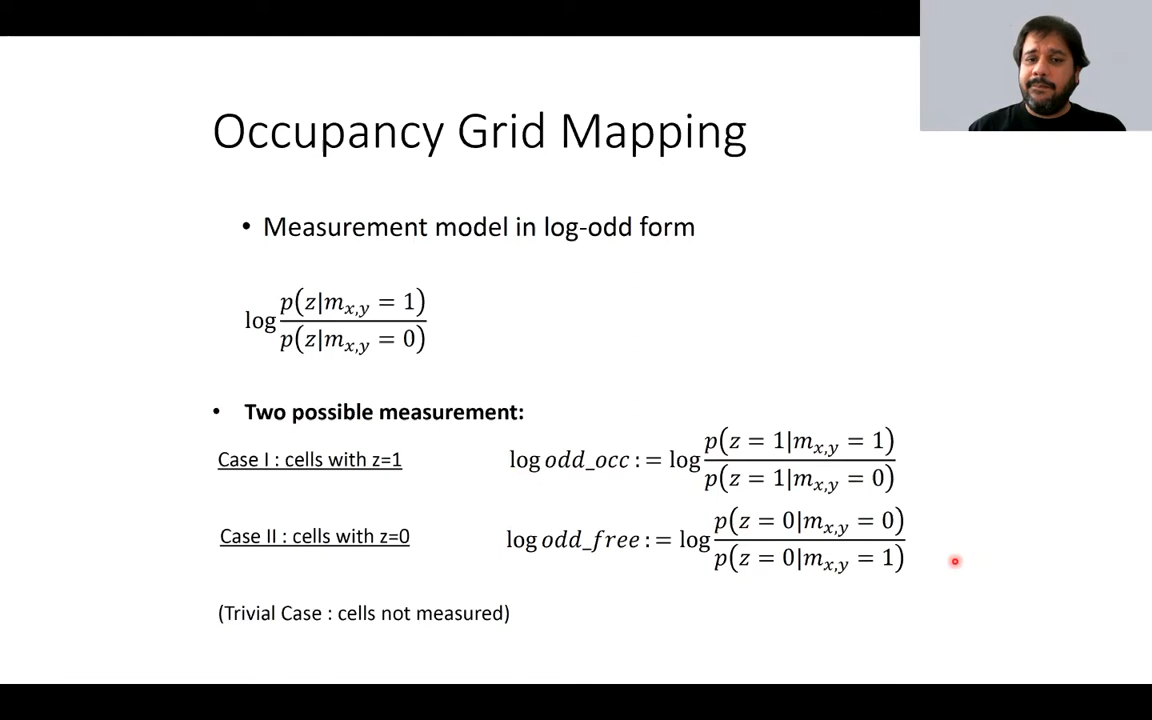 Occupancy Grid Mapping
• Measurement model in log-odd form
log p(z|m_{x,y} = 1) / p(z|m_{x,y} = 0)
• Two possible measurement:
Case I : cells with z=1 log odd_occ := log p(z = 1|m_{x,y} = 1) / p(z = 1|m_{x,y} = 0)
Case II : cells with z=0 log odd_free := log p(z = 0|m_{x,y} = 0) / p(z = 0|m_{x,y} = 1)
(Trivial Case : cells not measured)